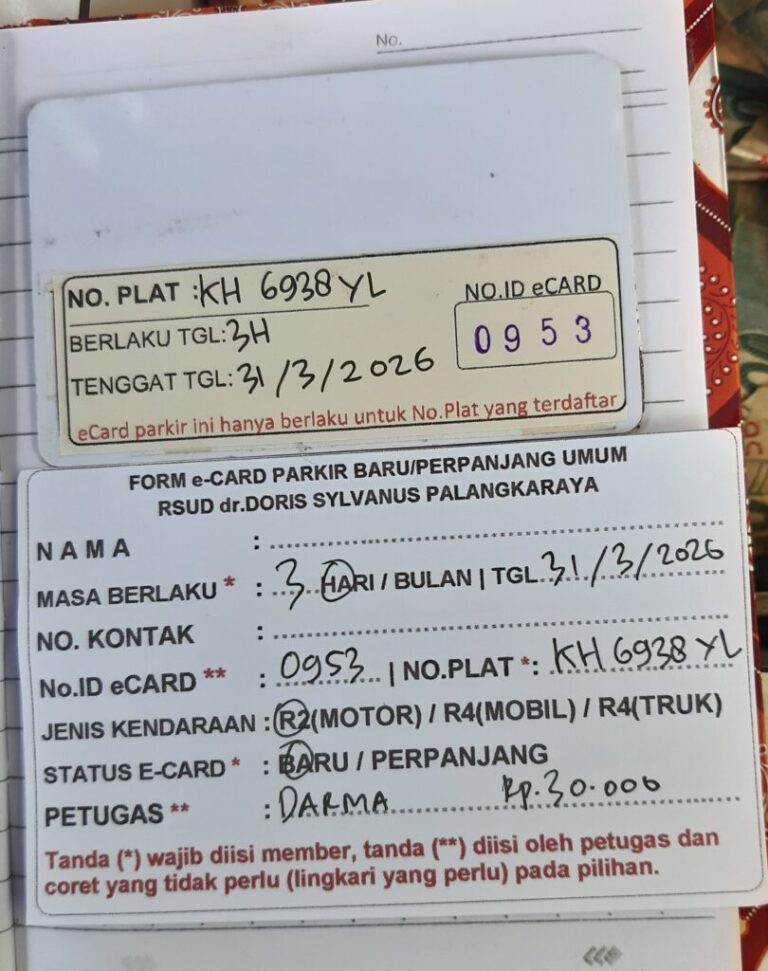 No.
NO. PLAT : KH 6938 YL
NO.ID eCARD
BERLAKU TGL: 3H
0953
TENGGAT TGL: 31/3/2026
eCard parkir ini hanya berlaku untuk No.Plat yang terdaftar
FORM e-CARD PARKIR BARU/PERPANJANG UMUM
RSUD dr.DORIS SYLVANUS PALANGKARAYA
NAMA :
MASA BERLAKU * : 3 HARI / BULAN | TGL. 31/3/2026
NO. KONTAK :
No.ID eCARD ** : 0953 | NO.PLAT *: KH 6938 YL
JENIS KENDARAAN : R2(MOTOR) / R4(MOBIL) / R4(TRUK)
STATUS E-CARD * : BARU / PERPANJANG
PETUGAS ** : DARMA Rp.30.000
Tanda (*) wajib diisi member, tanda (**) diisi oleh petugas dan
coret yang tidak perlu (lingkari yang perlu) pada pilihan.